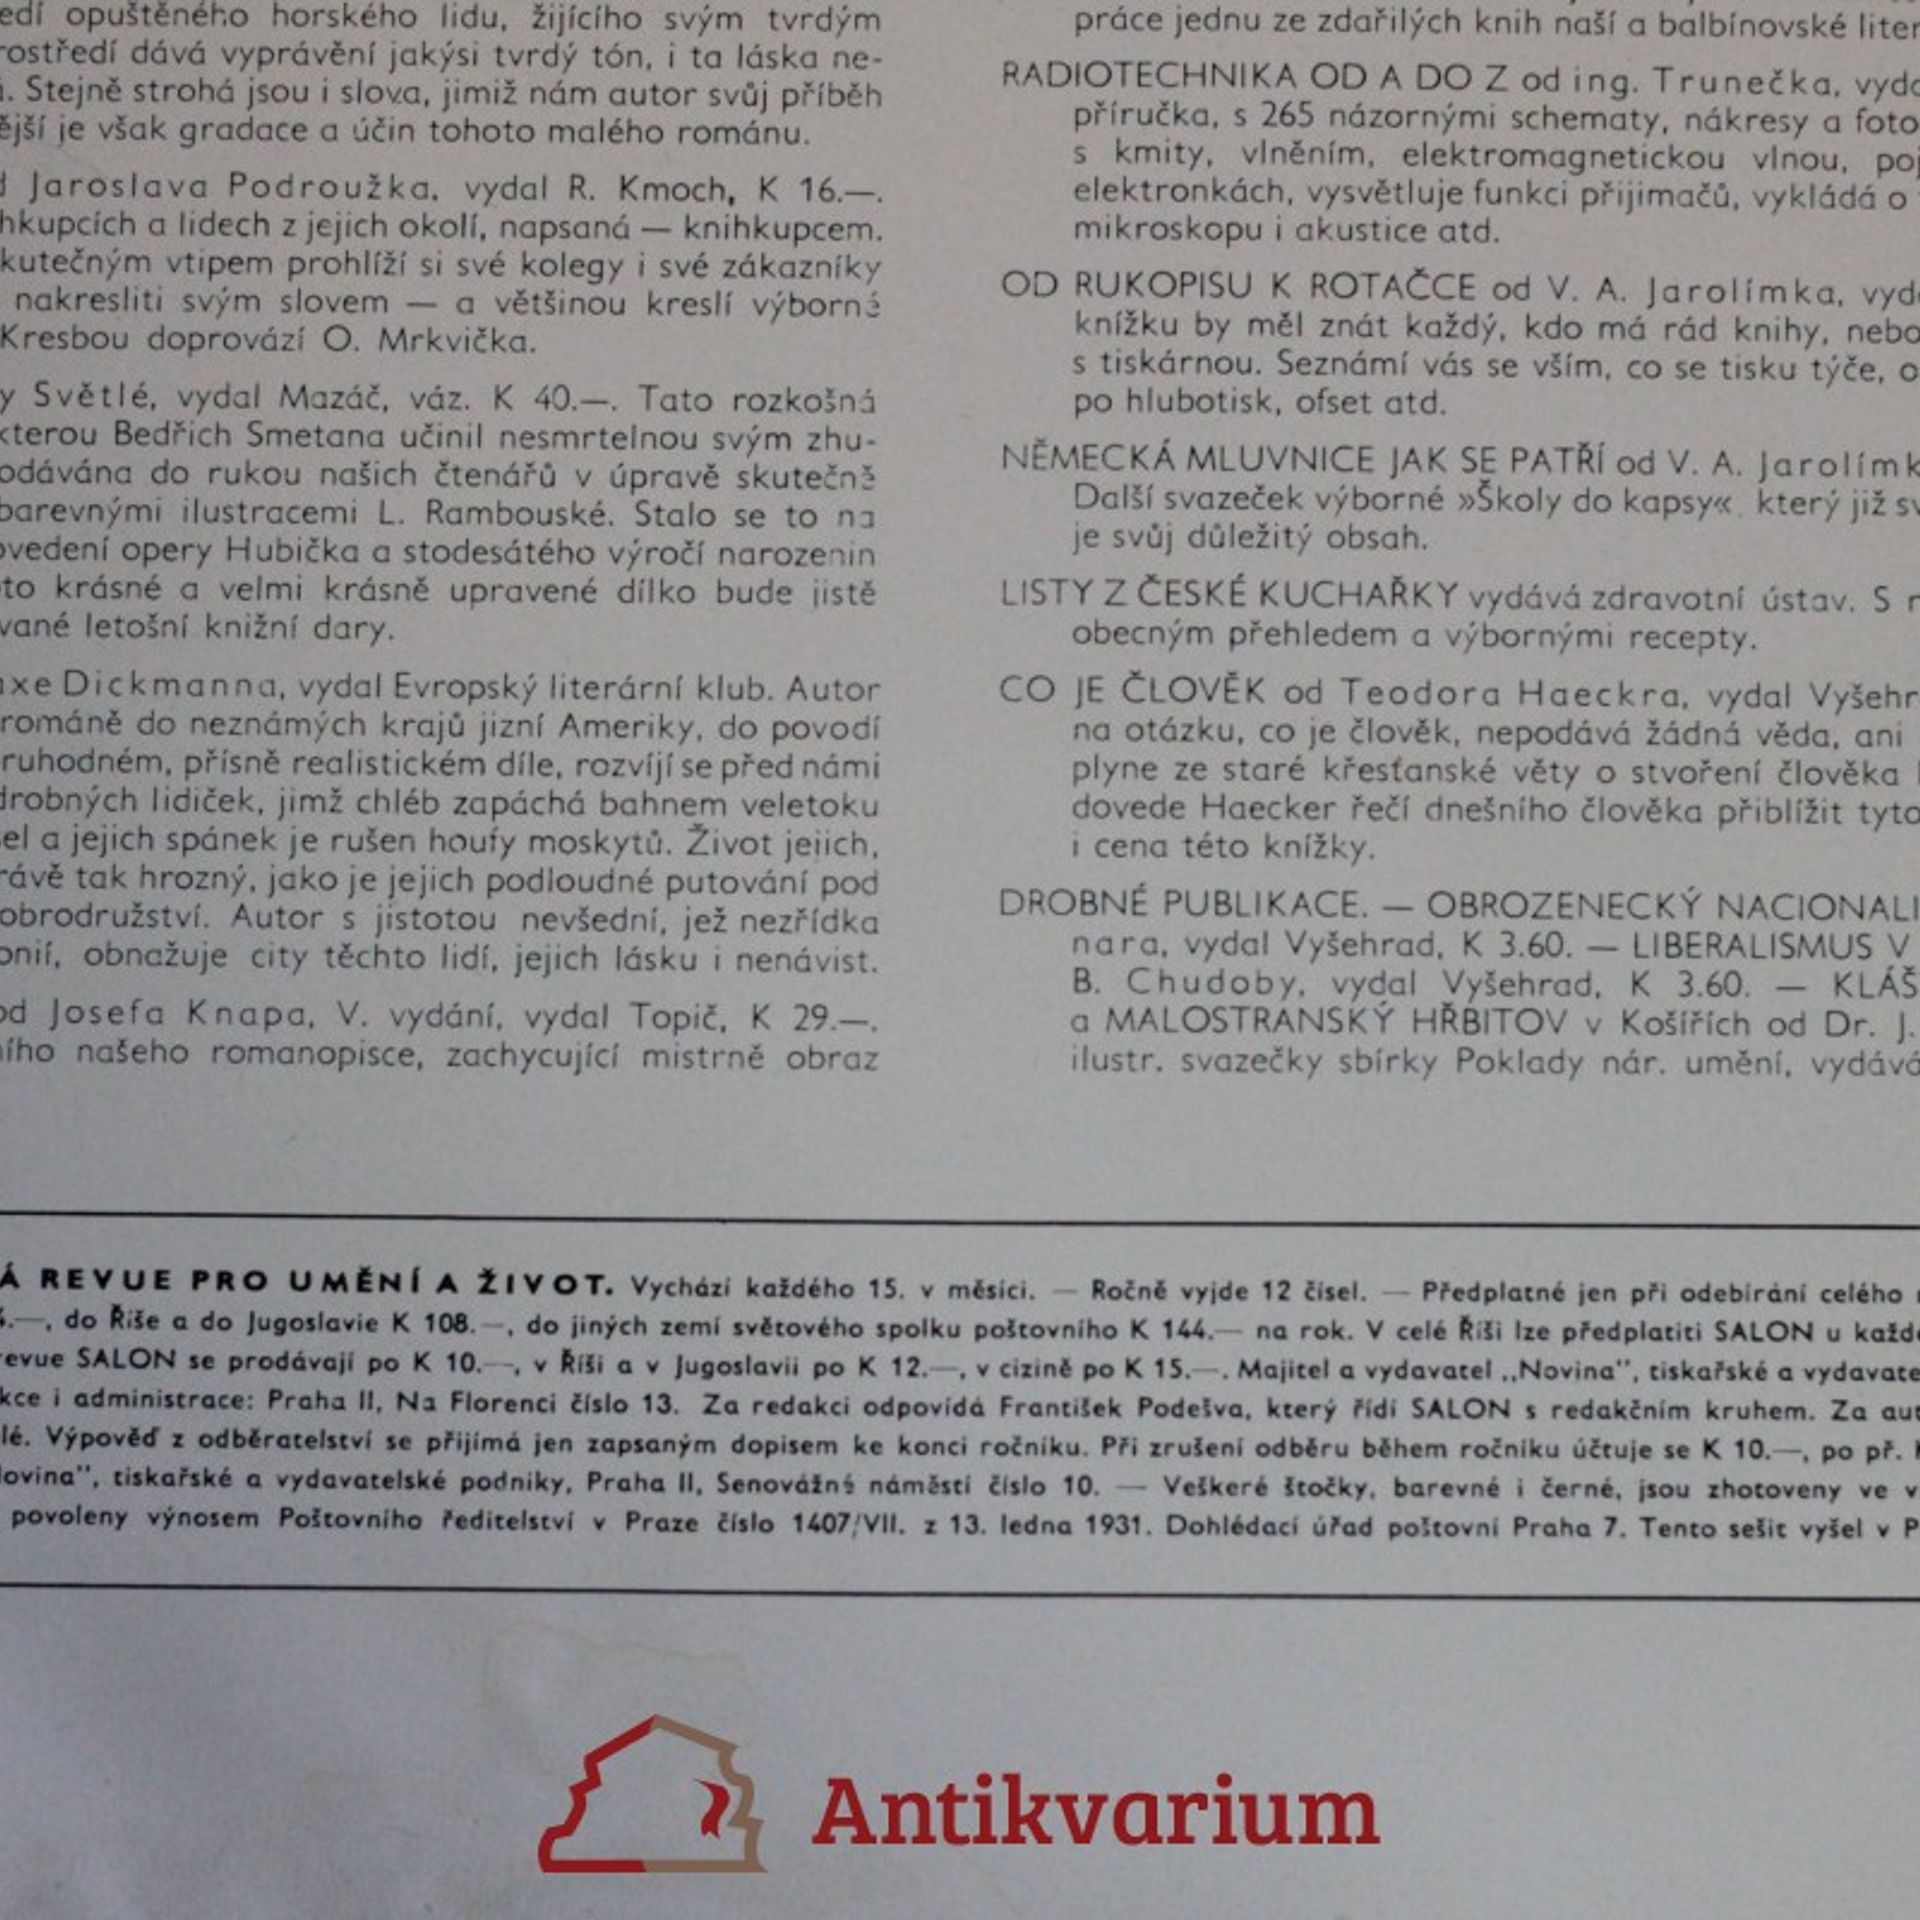 edí opuštěného horského lidu, žijícího svým tvrdým
rostředí dává vyprávění jakýsi tvrdý tón, i ta láska ne-
Stejně strohá jsou i slova, jimiž nám autor svůj příběh
ější je však gradace a účin tohoto malého románu.
Jaroslava Podroužka, vydal R. Kmoch, K 16.—.
hkupcích a lidech z jejich okolí, napsaná — knihkupcem.
kutečným vtipem prohlíží si své kolegy i své zákazníky
nakresliti svým slovem — a většinou kreslí výborné
Kresbou doprovází O. Mrkvička.
y Světlé, vydal Mazáč, váz. K 40.—. Tato rozkošná
kterou Bedřich Smetana učinil nesmrtelnou svým zhu-
odávána do rukou našich čtenářů v úpravě skutečně
barevnými ilustracemi L. Rambouské. Stalo se to na
ovedení opery Hubička a stodesátého výročí narozenin
to krásné a velmi krásně upravené dílko bude jistě
vané letošní knižní dary.
axe Dickmanna, vydal Evropský literární klub. Autor
románě do neznámých krajů jizní Ameriky, do povodí
ruhodném, přísně realistickém díle, rozvíjí se před námi
drobných lidiček, jimž chléb zapáchá bahnem veletoku
el a jejich spánek je rušen houfy moskytů. Život jejich,
rávě tak hrozný, jako je jejich podloudné putování pod
obrodružství. Autor s jistotou nevšední, jež nezřídka
onií, obnažuje city těchto lidí, jejich lásku i nenávist.
od Josefa Knapa, V. vydání, vydal Topič, K 29.—.
ního našeho romanopisce, zachycující mistrně obraz
práce jednu ze zdařilých knih naší a balbínovské liter
RADIOTECHNIKA OD A DO Z od ing. Trunečka, vyda
příručka, s 265 názornými schematy, nákresy a foto
s kmity, vlněním, elektromagnetickou vlnou, poj
elektronkách, vysvětluje funkci přijimačů, vykládá o
mikroskopu i akustice atd.
OD RUKOPISU K ROTAČCE od V. A. Jarolímka, vyd
knížku by měl znát každý, kdo má rád knihy, nebo
s tiskárnou. Seznámí vás se vším, co se tisku týče, o
po hlubotisk, ofset atd.
NĚMECKÁ MLUVNICE JAK SE PATŘÍ od V. A. Jarolímk
Další svazeček výborné »Školy do kapsy«, který již sv
je svůj důležitý obsah.
LISTY Z ČESKÉ KUCHAŘKY vydává zdravotní ústav. S
obecným přehledem a výbornými recepty.
CO JE ČLOVĚK od Teodora Haeckra, vydal Vyšehr
na otázku, co je člověk, nepodává žádná věda, ani
plyne ze staré křesťanské věty o stvoření člověka
dovede Haecker řečí dnešního člověka přiblížit tyto
i cena této knížky.
DROBNÉ PUBLIKACE. — OBROZENECKÝ NACIONALI
nara, vydal Vyšehrad, K 3.60. — LIBERALISMUS V
B. Chudoby, vydal Vyšehrad, K 3.60. — KLÁŠ
a MALOSTRANSKÝ HŘBITOV v Košířích od Dr. J.
ilustr. svazečky sbírky Poklady nár. umění, vydává
Á REVUE PRO UMĚNÍ A ŽIVOT. Vychází každého 15. v měsíci. — Ročně vyjde 12 čísel. — Předplatné jen při odebírání celého
.—, do Říše a do Jugoslavie K 108.—, do jiných zemí světového spolku poštovního K 144.— na rok. V celé Říši lze předplatiti SALON u každ
revue SALON se prodávají po K 10.—, v Říši a v Jugoslavii po K 12.—, v cizině po K 15.—. Majitel a vydavatel „Novina", tiskařské a vydavate
kce i administrace: Praha II, Na Florenci číslo 13. Za redakci odpovídá František Podešva, který řídí SALON s redakčním kruhem. Za aut
lé. Výpověď z odběratelství se přijímá jen zapsaným dopisem ke konci ročníku. Při zrušení odběru během ročníku účtuje se K 10.—, po př.
ovina", tiskařské a vydavatelské podniky, Praha II, Senovážné náměstí číslo 10. — Veškeré štočky, barevné i černé, jsou zhotoveny ve v
povoleny výnosem Poštovního ředitelství v Praze číslo 1407/VII. z 13. ledna 1931. Dohlédací úřad poštovní Praha 7. Tento sešit vyšel v P
Antikvarium